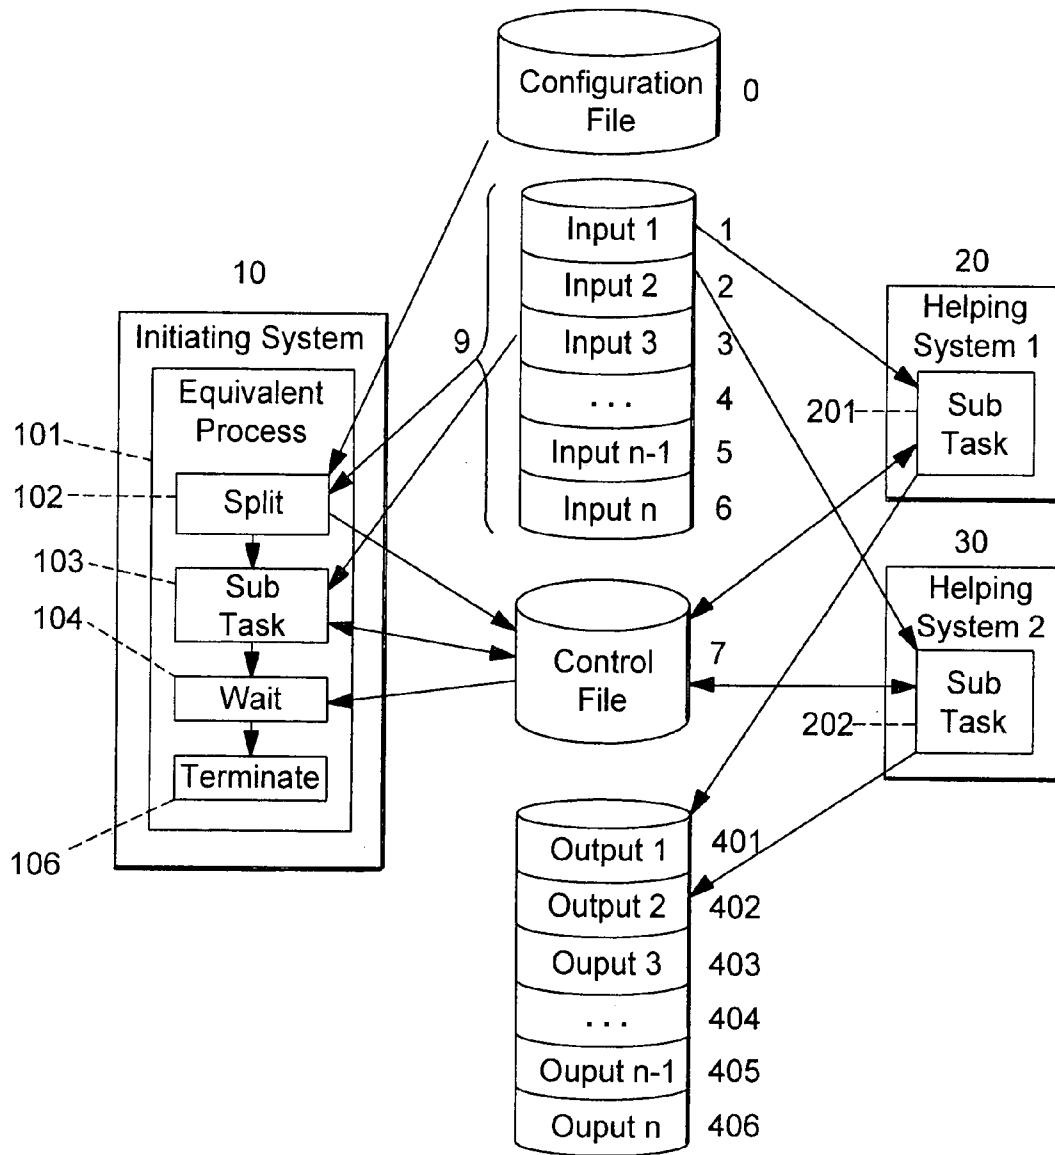 Configuration
File
0
Input 1
1
Input 2
2
Input 3
3
. . .
4
Input n-1
5
Input n
6
9
10
Initiating System
Equivalent
Process
101
102
Split
103
Sub
Task
104
Wait
Terminate
106
20
Helping
System 1
201
Sub
Task
30
Helping
System 2
202
Sub
Task
Control
File
7
Output 1
401
Output 2
402
Ouput 3
403
. . .
404
Ouput n-1
405
Ouput n
406